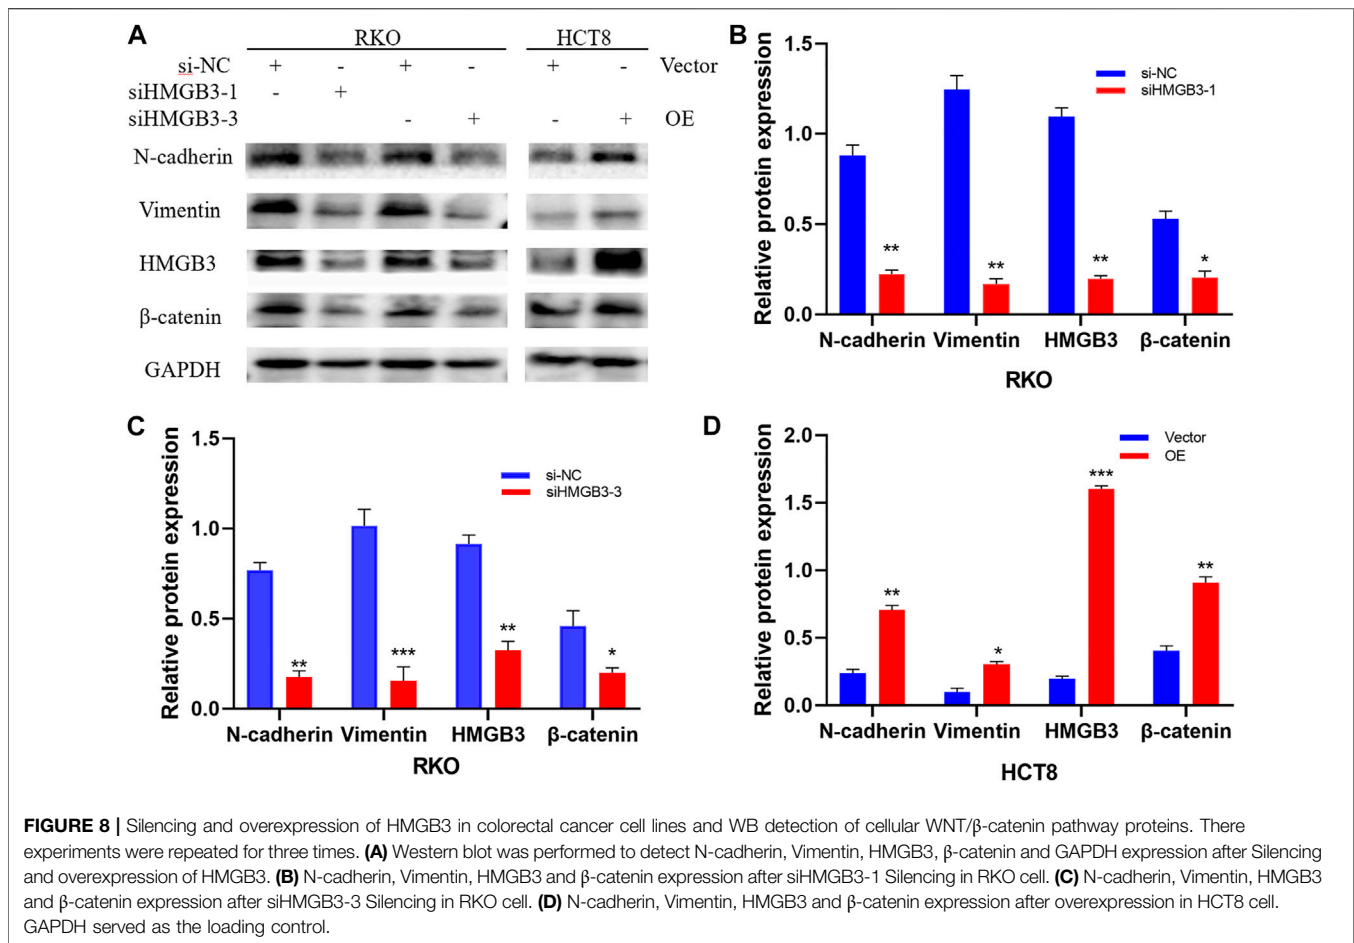 A
RKO HCT8
si-NC + - + - + - Vector
siHMGB3-1 - +
siHMGB3-3 - + - + OE
N-cadherin
Vimentin
HMGB3
β-catenin
GAPDH
B
Relative protein expression
1.5
1.0
0.5
0.0
si-NC
siHMGB3-1
** ** ** *
N-cadherin Vimentin HMGB3 β-catenin
RKO
C
Relative protein expression
1.5
1.0
0.5
0.0
si-NC
siHMGB3-3
** *** ** *
N-cadherin Vimentin HMGB3 β-catenin
RKO
D
Relative protein expression
2.0
1.5
1.0
0.5
0.0
Vector
OE
** * *** **
N-cadherin Vimentin HMGB3 β-catenin
HCT8
FIGURE 8 | Silencing and overexpression of HMGB3 in colorectal cancer cell lines and WB detection of cellular WNT/β-catenin pathway proteins. There
experiments were repeated for three times. (A) Western blot was performed to detect N-cadherin, Vimentin, HMGB3, β-catenin and GAPDH expression after Silencing
and overexpression of HMGB3. (B) N-cadherin, Vimentin, HMGB3 and β-catenin expression after siHMGB3-1 Silencing in RKO cell. (C) N-cadherin, Vimentin, HMGB3
and β-catenin expression after siHMGB3-3 Silencing in RKO cell. (D) N-cadherin, Vimentin, HMGB3 and β-catenin expression after overexpression in HCT8 cell.
GAPDH served as the loading control.